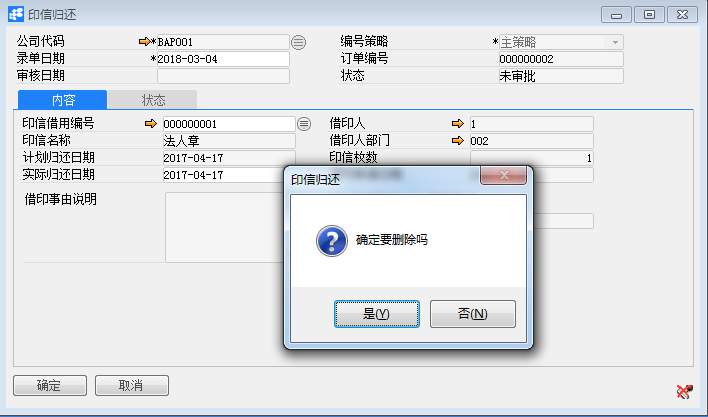 印信归还
公司代码 *BAP001 编号策略 *主策略
录单日期 *2018-03-04 订单编号 000000002
审核日期 状态 未审批
内容 状态
印信借用编号 000000001 借印人 1
印信名称 法人章 借印人部门 002
计划归还日期 2017-04-17 印信枚数 1
实际归还日期 2017-04-17
借印事由说明
印信归还
确定要删除吗
是(Y) 否(N)
确定 取消